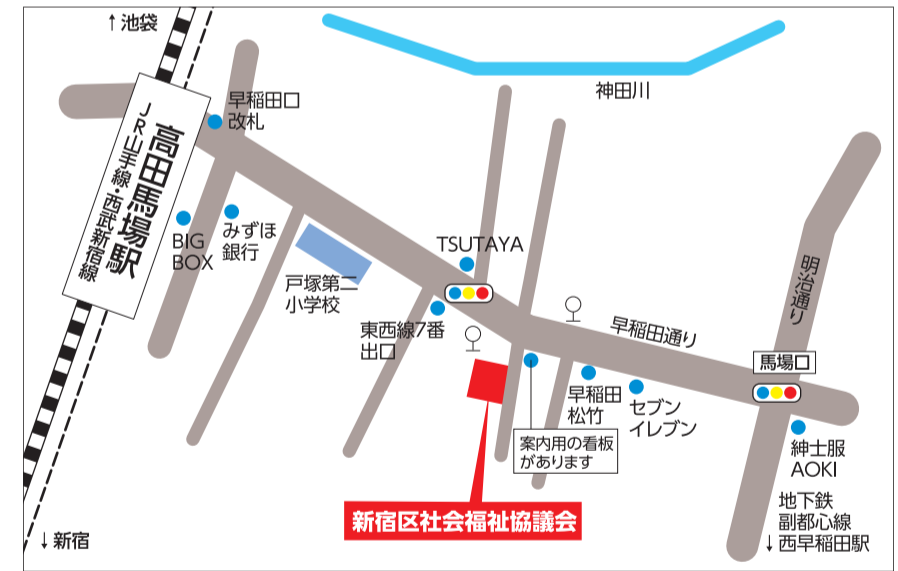 ↑池袋
神田川
早稲田口
改札
高田馬場駅
JR山手線・西武新宿線
BIG
BOX
みずほ
銀行
戸塚第二
小学校
TSUTAYA
東西線7番
出口
早稲田通り
明治通り
馬場口
早稲田
松竹
セブン
イレブン
案内用の看板
があります
紳士服
AOKI
新宿区社会福祉協議会
地下鉄
副都心線
↓西早稲田駅
↓新宿